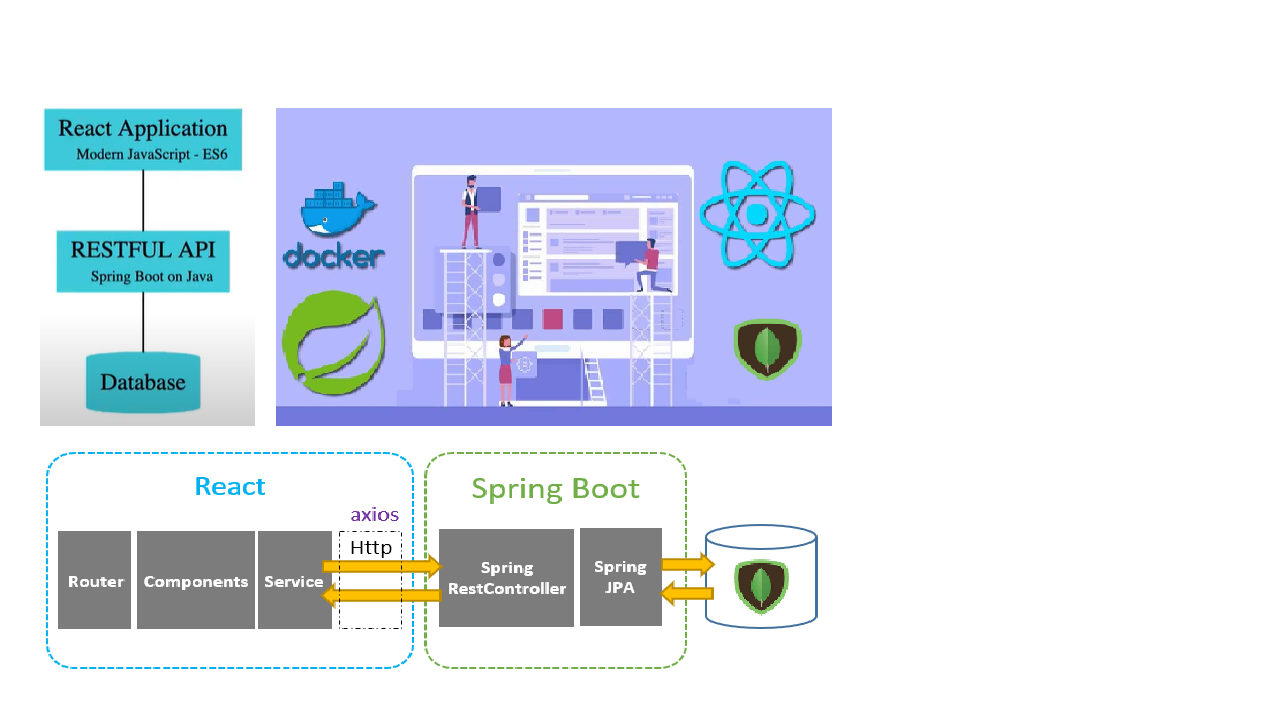 React Application
Modern JavaScript - ES6
RESTFUL API
Spring Boot on Java
Database
docker
React
axios
Http
Router
Components
Service
Spring Boot
Spring
RestController
Spring
JPA